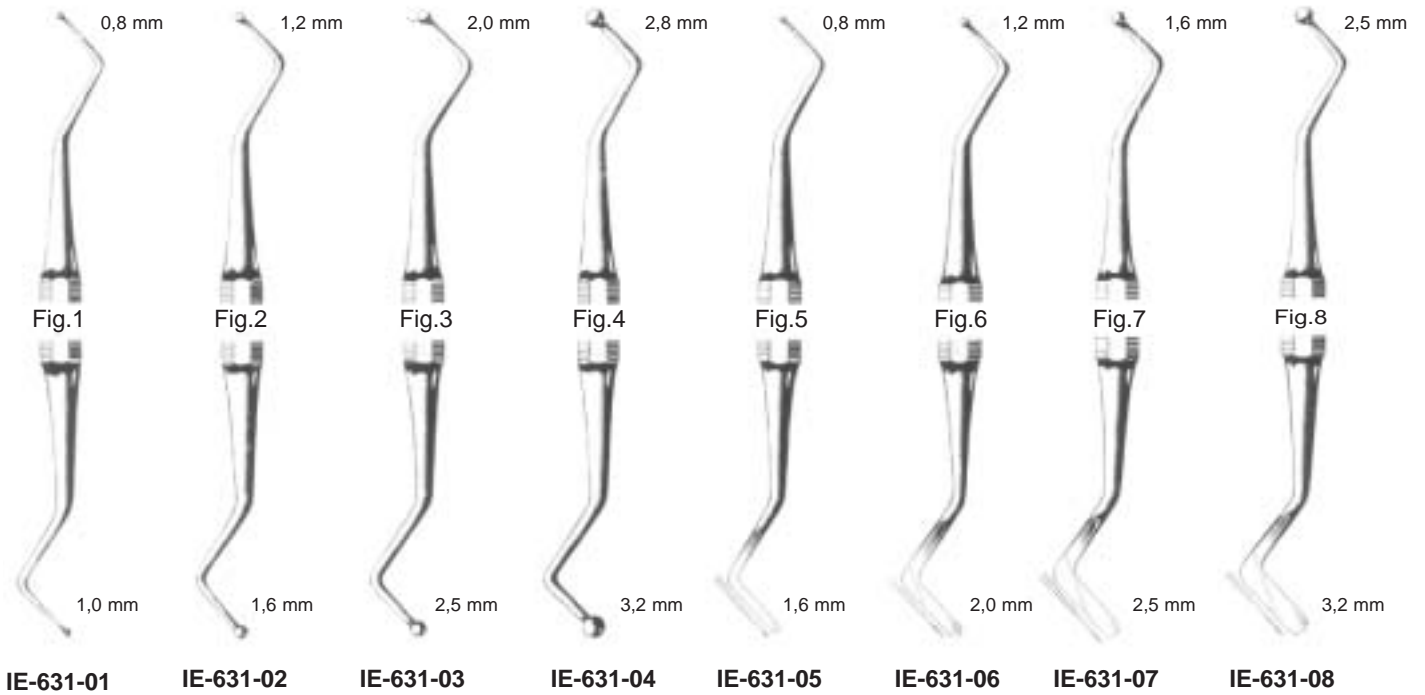 0,8 mm 1,2 mm 2,0 mm 2,8 mm 0,8 mm 1,2 mm 1,6 mm 2,5 mm
Fig.1 Fig.2 Fig.3 Fig.4 Fig.5 Fig.6 Fig.7 Fig.8
1,0 mm 1,6 mm 2,5 mm 3,2 mm 1,6 mm 2,0 mm 2,5 mm 3,2 mm
IE-631-01 IE-631-02 IE-631-03 IE-631-04 IE-631-05 IE-631-06 IE-631-07 IE-631-08